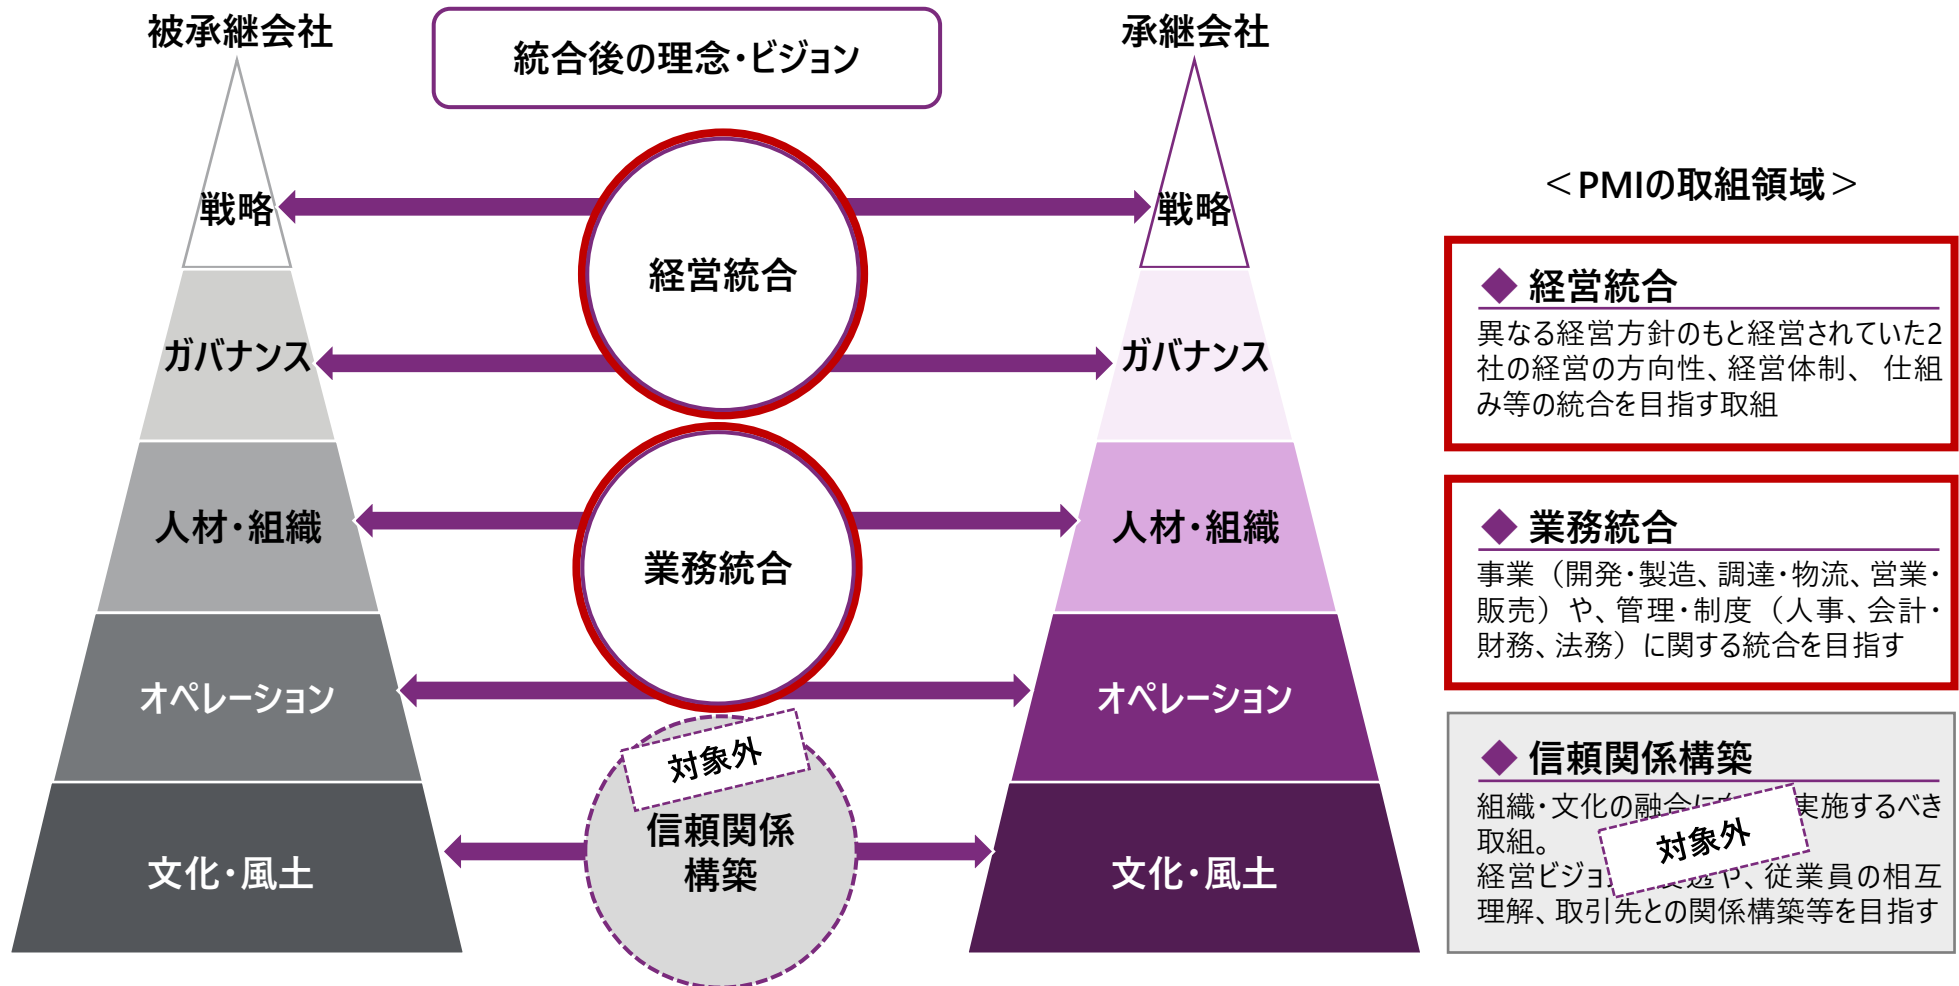 被承継会社
統合後の理念・ビジョン
承継会社
戦略
ガバナンス
人材・組織
オペレーション
文化・風土
経営統合
業務統合
対象外
信頼関係
構築
戦略
ガバナンス
人材・組織
オペレーション
文化・風土
＜PMIの取組領域＞
◆ 経営統合
異なる経営方針のもと経営されていた2
社の経営の方向性、経営体制、 仕組
み等の統合を目指す取組
◆ 業務統合
事業（開発・製造、調達・物流、営業・
販売）や、管理・制度（人事、会計・
財務、法務）に関する統合を目指す
◆ 信頼関係構築
組織・文化の融合に 実施するべき
取組。
対象外
経営ビジョ 透や、従業員の相互
理解、取引先との関係構築等を目指す